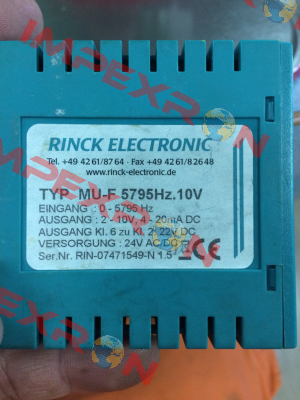 RINCK ELECTRONIC
Tel. +49 42 61/87 64 · Fax +49 42 61/8 26 48
www.rinck-electronic.de
TYP MU-F 5795Hz.10V
EINGANG : 0 - 5795 Hz
AUSGANG : 2 - 10V, 4 - 20mA DC
AUSGANG Kl. 6 zu Kl. 2: 22V DC
VERSORGUNG : 24V AC/DC
Ser.Nr. RIN-07471549-N 1.5
CE
IMPEXRON